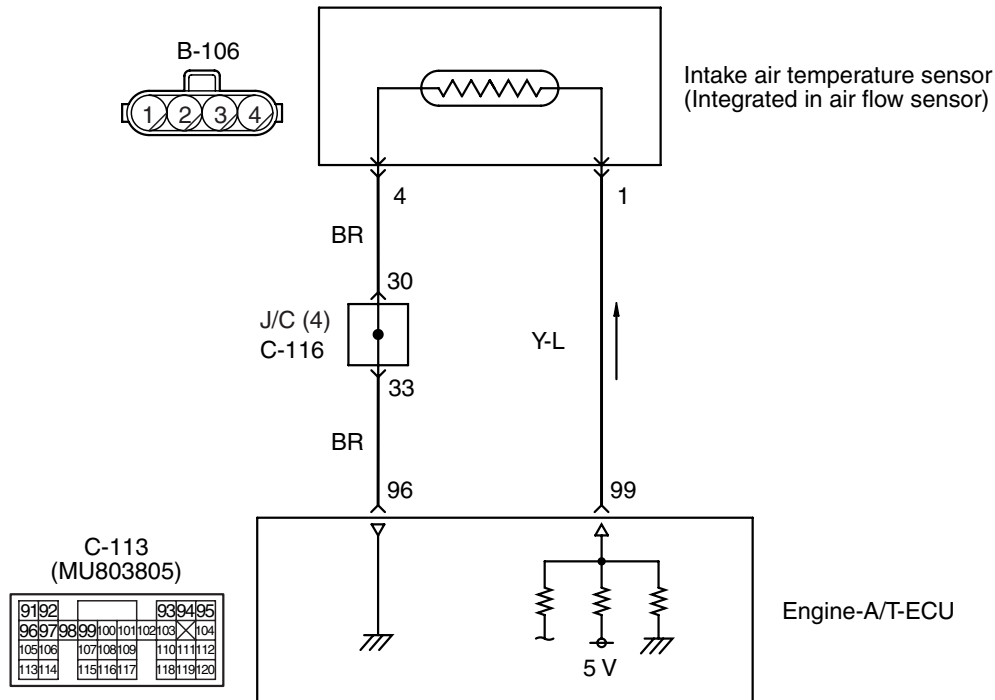 B-106
1 2 3 4
Intake air temperature sensor
(Integrated in air flow sensor)
4
1
BR
30
J/C (4)
C-116
Y-L
33
BR
96
99
C-113
(MU803805)
91 92 93 94 95
96 97 98 99 100 101 102 103 104
105 106 107 108 109 110 111 112
113 114 115 116 117 118 119 120
Engine-A/T-ECU
5 V